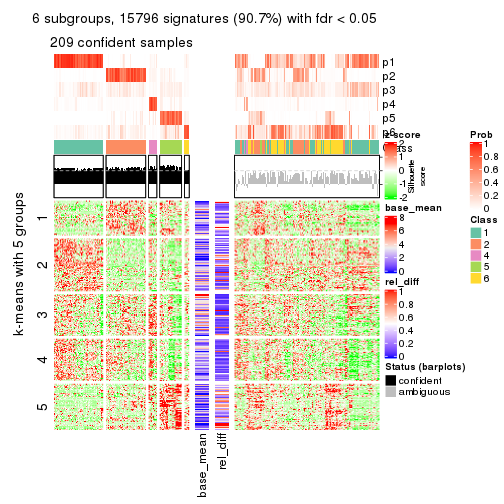 6 subgroups, 15796 signatures (90.7%) with fdr < 0.05
209 confident samples
p1
p2
p3
p4
p5
p6
Class
Silhouette
score
k-means with 5 groups
1
2
3
4
5
base_mean
rel_diff
z_score
2
1
0
-1
-2
base_mean
8
6
4
2
0
rel_diff
1
0.8
0.6
0.4
0.2
0
Status (barplots)
confident
ambiguous
Prob
1
0.8
0.6
0.4
0.2
0
Class
1
2
4
5
6